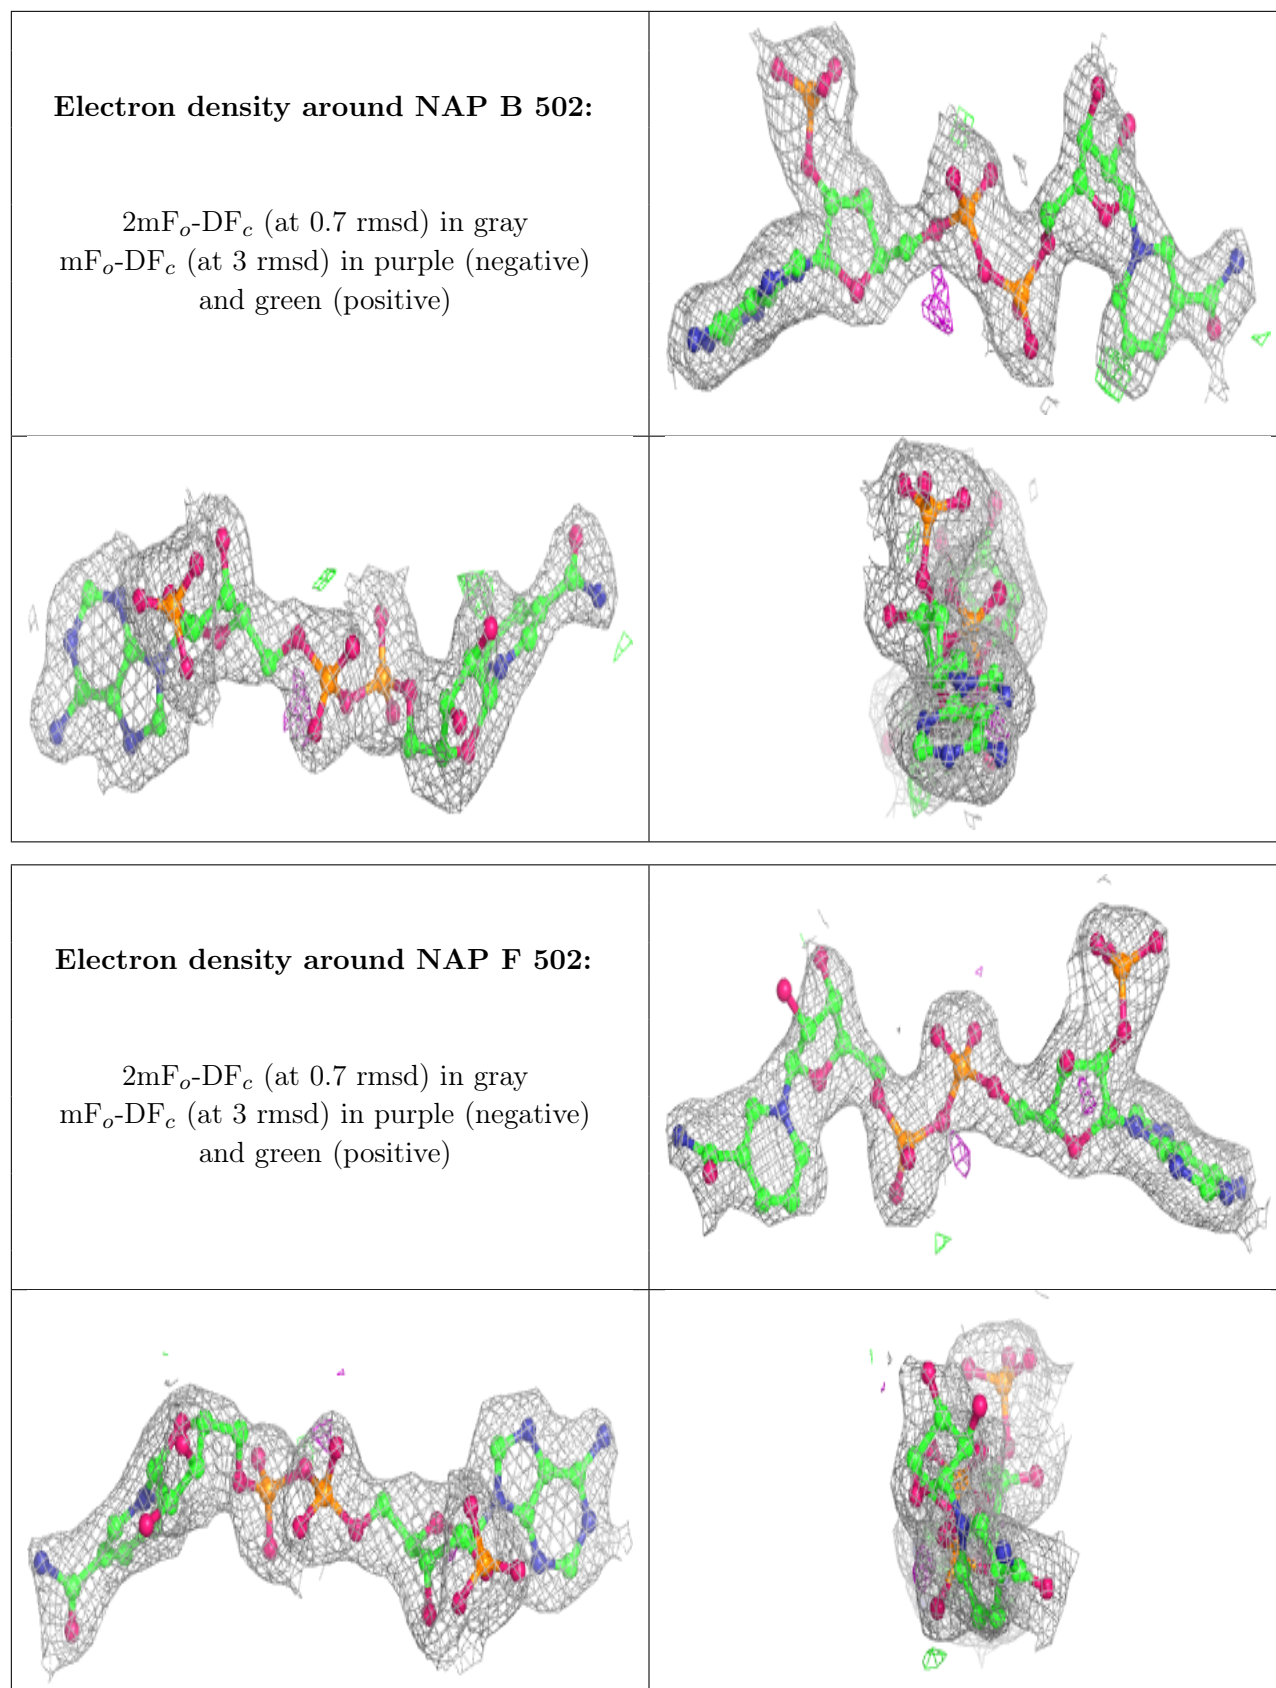 Electron density around NAP B 502:
2mFo-DFc (at 0.7 rmsd) in gray
mFo-DFc (at 3 rmsd) in purple (negative)
and green (positive)
Electron density around NAP F 502:
2mFo-DFc (at 0.7 rmsd) in gray
mFo-DFc (at 3 rmsd) in purple (negative)
and green (positive)